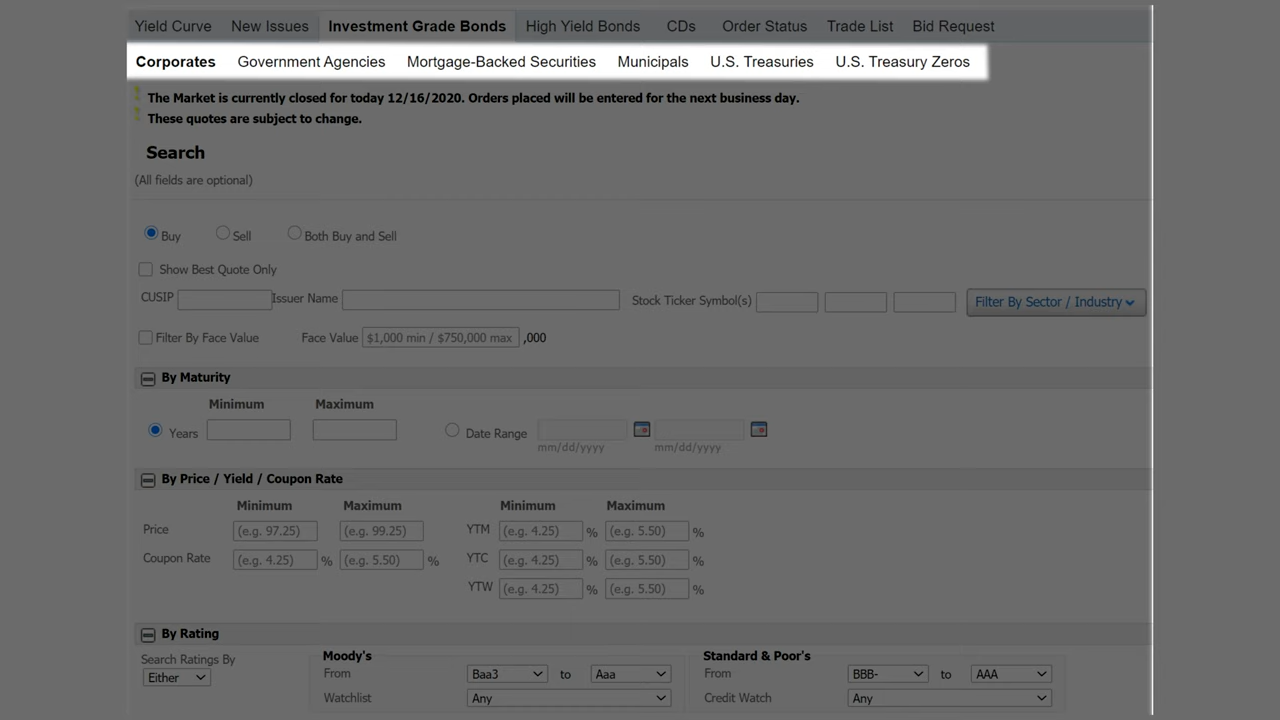 Yield Curve New Issues Investment Grade Bonds High Yield Bonds CDs Order Status Trade List Bid Request
Corporates Government Agencies Mortgage-Backed Securities Municipals U.S. Treasuries U.S. Treasury Zeros
The Market is currently closed for today 12/16/2020. Orders placed will be entered for the next business day.
These quotes are subject to change.
Search
(All fields are optional)
Buy Sell Both Buy and Sell
Show Best Quote Only
CUSIP Issuer Name Stock Ticker Symbol(s) Filter By Sector / Industry
Filter By Face Value Face Value $1,000 min / $750,000 max ,000
By Maturity
Minimum Maximum
Years Date Range
mm/dd/yyyy mm/dd/yyyy
By Price / Yield / Coupon Rate
Minimum Maximum Minimum Maximum
Price (e.g. 97.25) (e.g. 99.25) YTM (e.g. 4.25) % (e.g. 5.50) %
Coupon Rate (e.g. 4.25) % (e.g. 5.50) % YTC (e.g. 4.25) % (e.g. 5.50) %
YTW (e.g. 4.25) % (e.g. 5.50) %
By Rating
Search Ratings By Moody's Standard & Poor's
Either From Baa3 to Aaa From BBB- to AAA
Watchlist Any Credit Watch Any